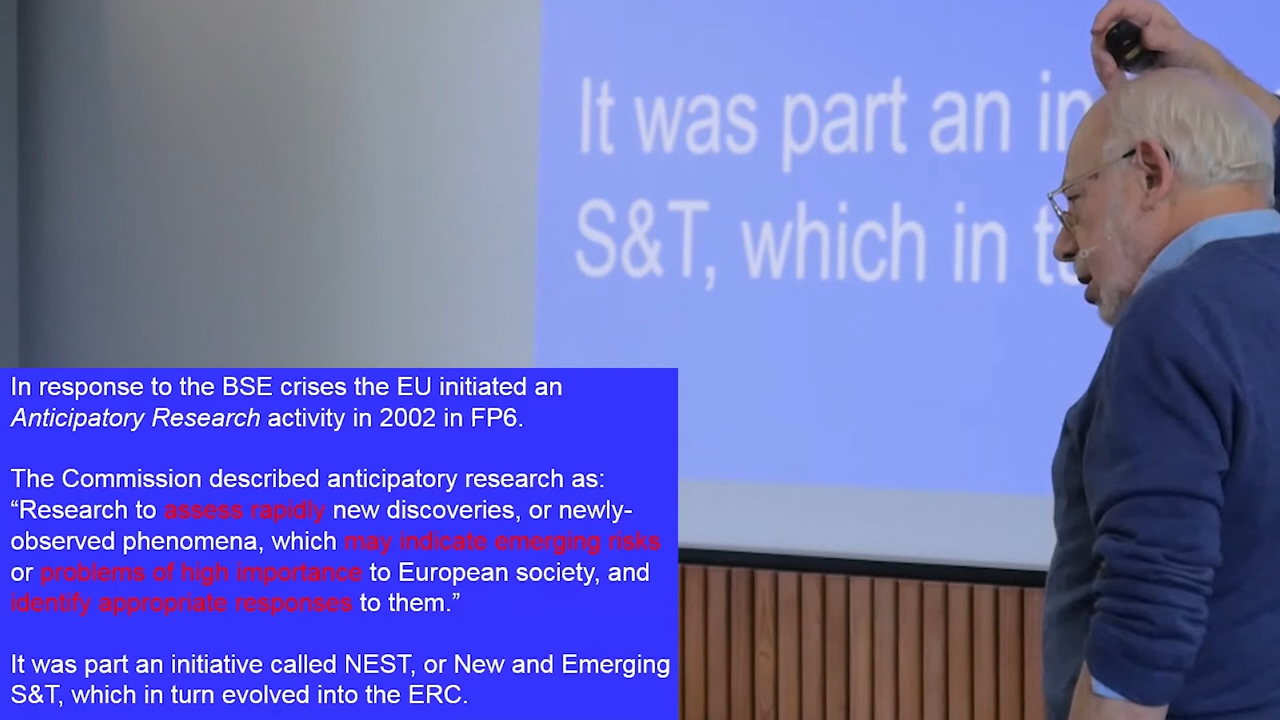 It was part an in
S&T, which in t
In response to the BSE crises the EU initiated an
Anticipatory Research activity in 2002 in FP6.
The Commission described anticipatory research as:
“Research to assess rapidly new discoveries, or newly-
observed phenomena, which may indicate emerging risks
or problems of high importance to European society, and
identify appropriate responses to them.”
It was part an initiative called NEST, or New and Emerging
S&T, which in turn evolved into the ERC.